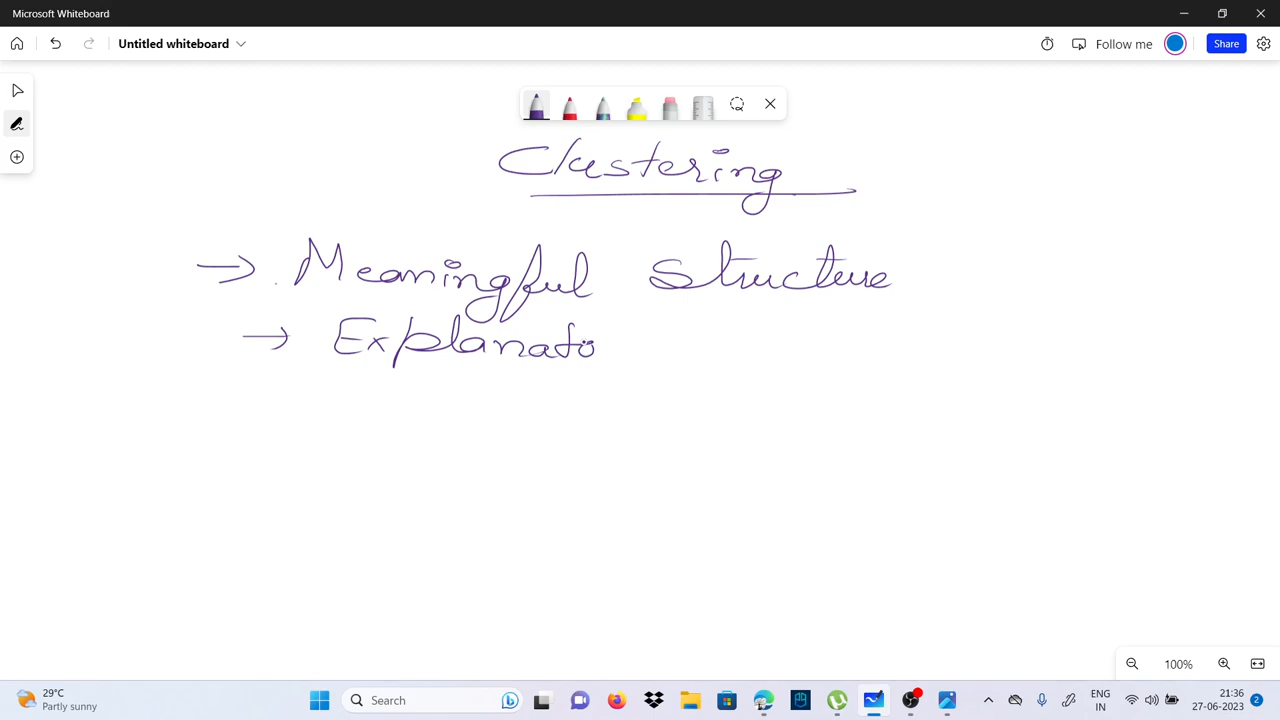 Microsoft Whiteboard
Untitled whiteboard
Follow me
Share
Clustering
→ Meaningful Structure
→ Explanato
100%
29°C
Partly sunny
Search
ENG
IN
21:36
27-06-2023
2